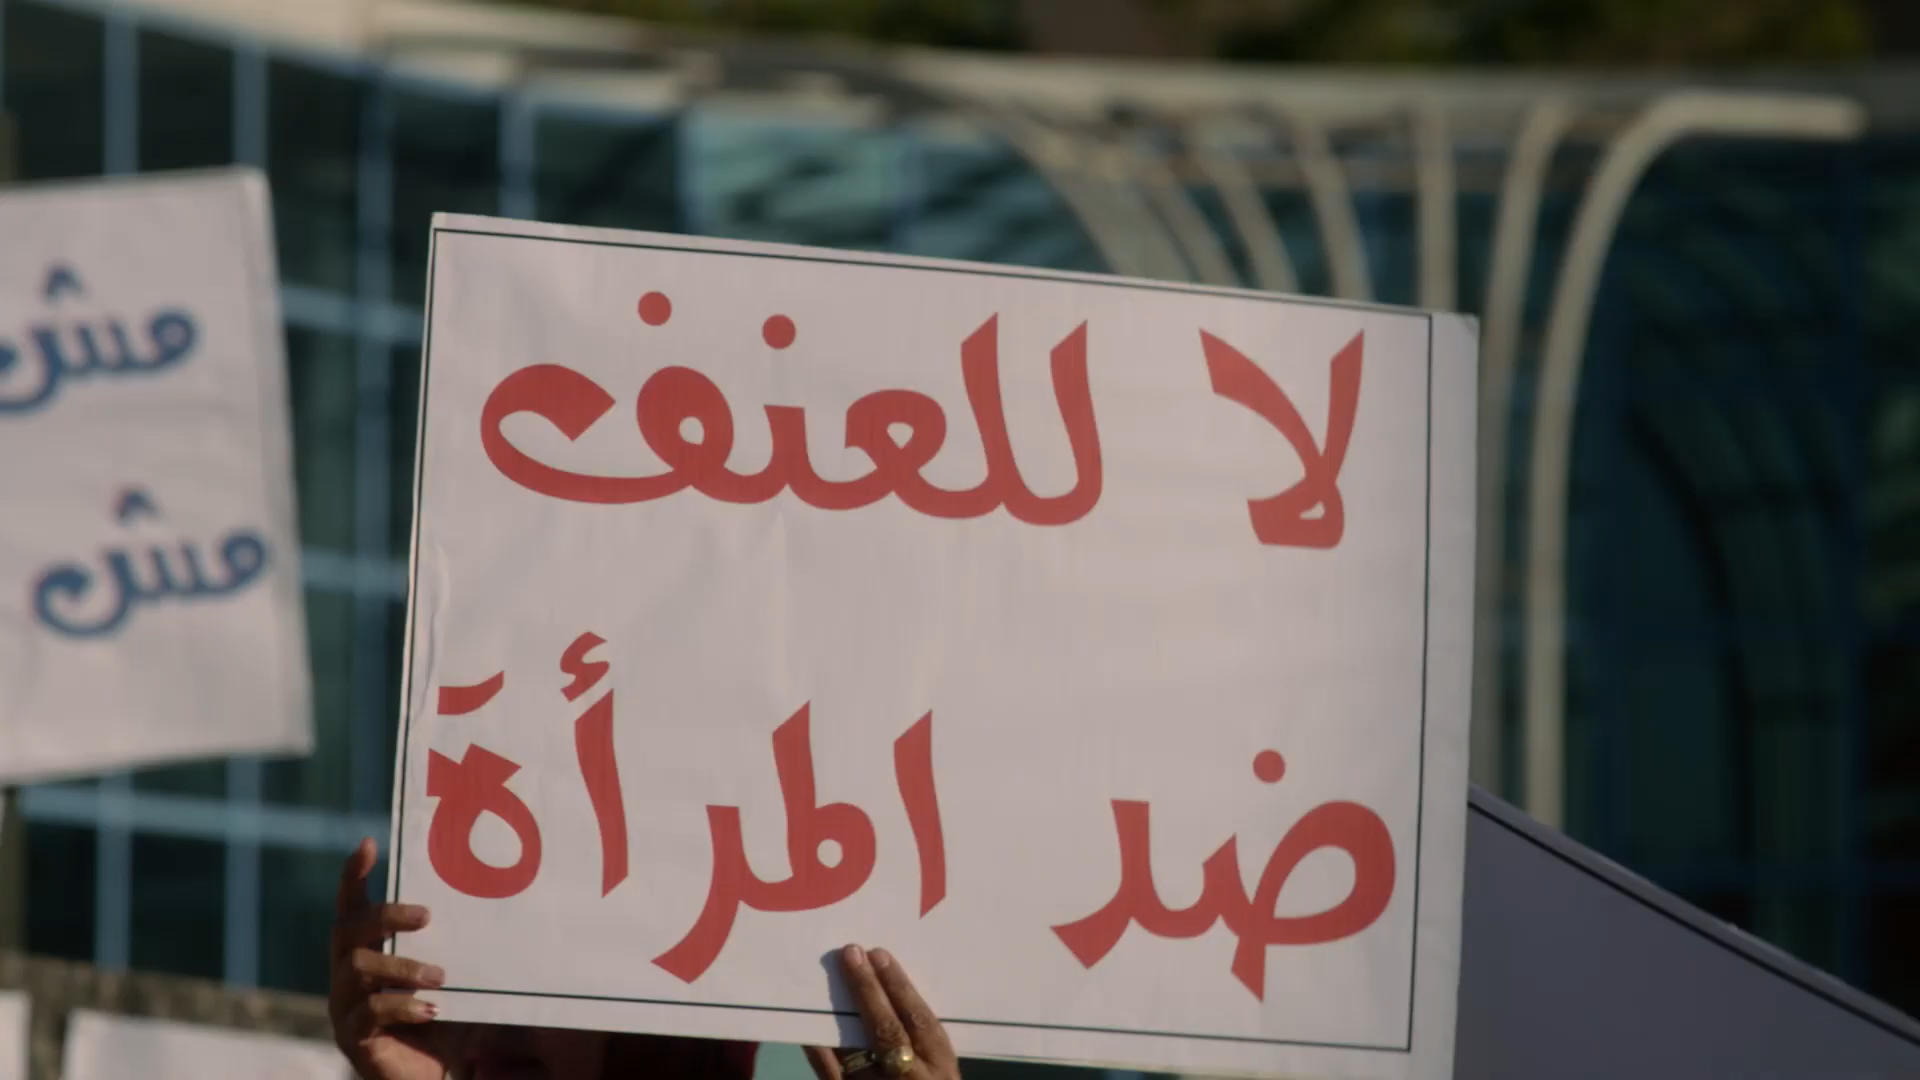 لا للعنف
ضد المرأة
مش
مش